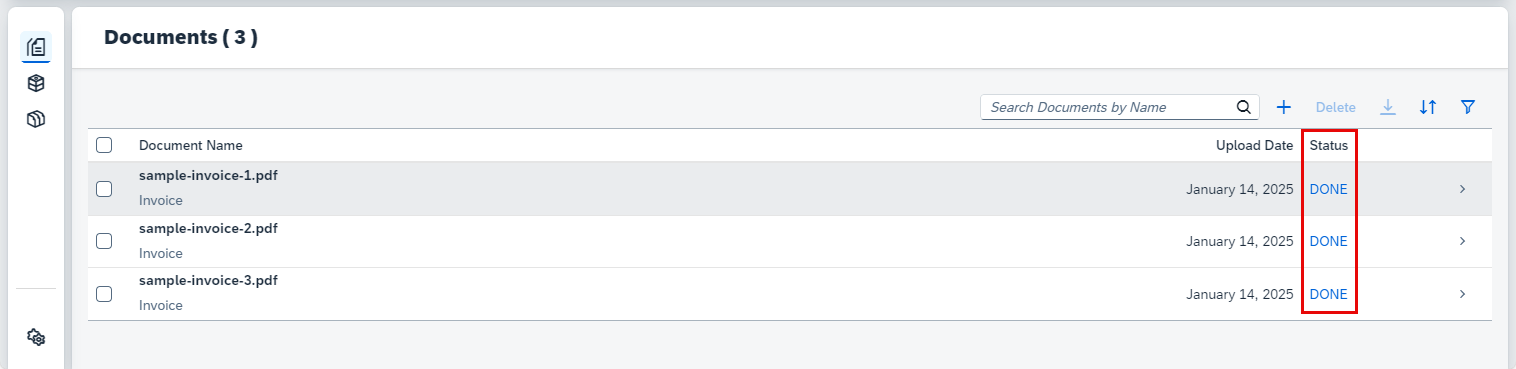 Documents ( 3 )
Search Documents by Name
Delete
Document Name Upload Date Status
sample-invoice-1.pdf
Invoice
January 14, 2025 DONE
sample-invoice-2.pdf
Invoice
January 14, 2025 DONE
sample-invoice-3.pdf
Invoice
January 14, 2025 DONE